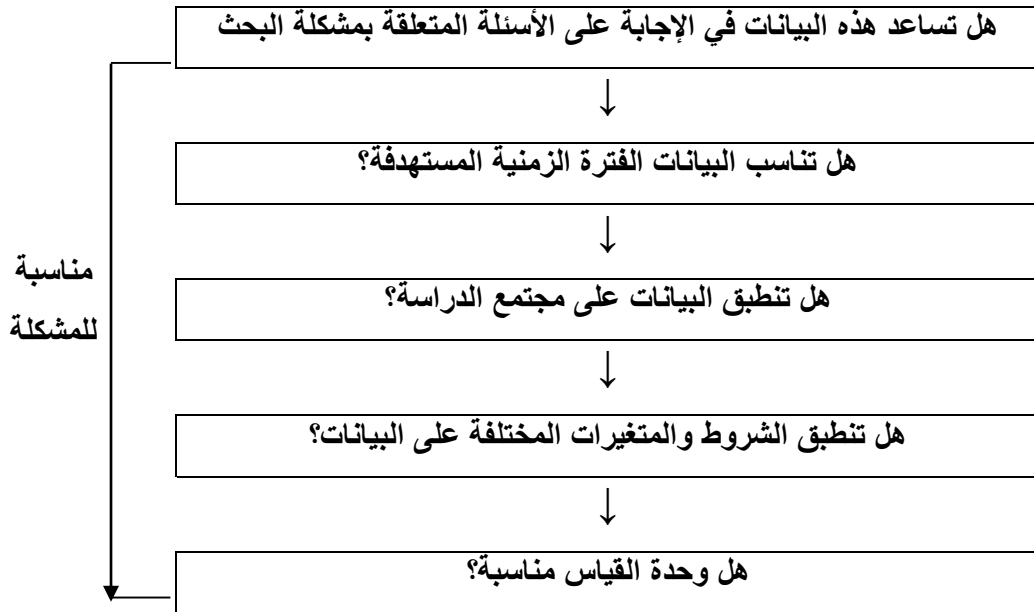 هل تساعد هذه البيانات في الإجابة على الأسئلة المتعلقة بمشكلة البحث
↓
هل تناسب البيانات الفترة الزمنية المستهدفة؟
↓
هل تنطبق البيانات على مجتمع الدراسة؟
↓
هل تنطبق الشروط والمتغيرات المختلفة على البيانات؟
↓
هل وحدة القياس مناسبة؟
مناسبة
للمشكلة